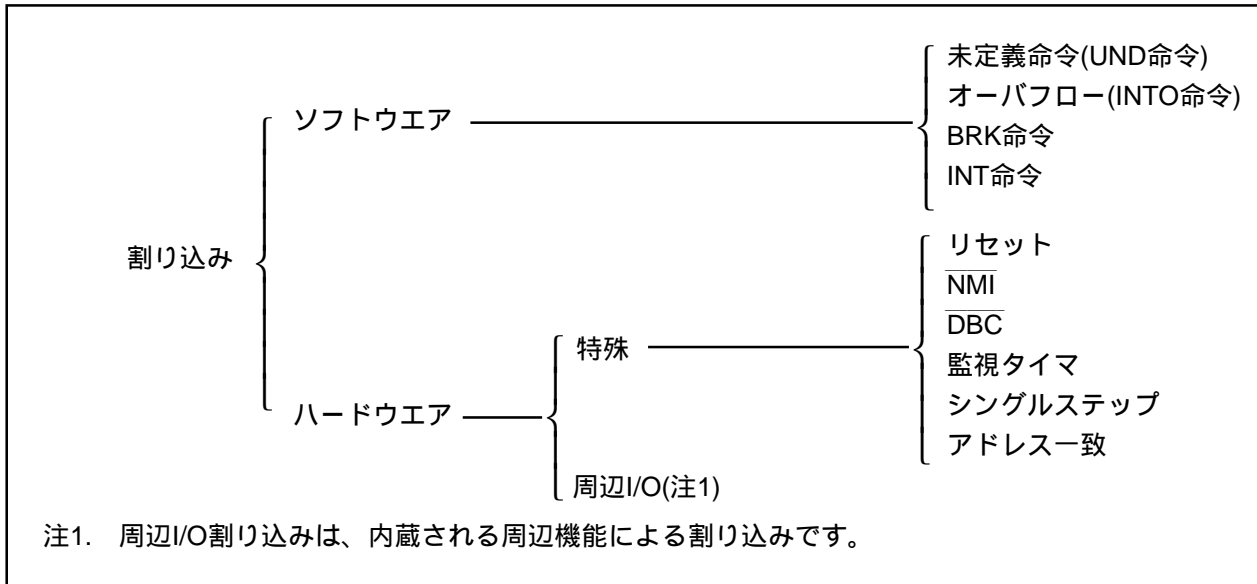 未定義命令(UND命令)
オーバフロー(INTO命令)
BRK命令
INT命令
ソフトウエア
割り込み
リセット
NMI
DBC
監視タイマ
シングルステップ
アドレス一致
特殊
ハードウエア
周辺I/O(注1)
注1. 周辺I/O割り込みは、内蔵される周辺機能による割り込みです。